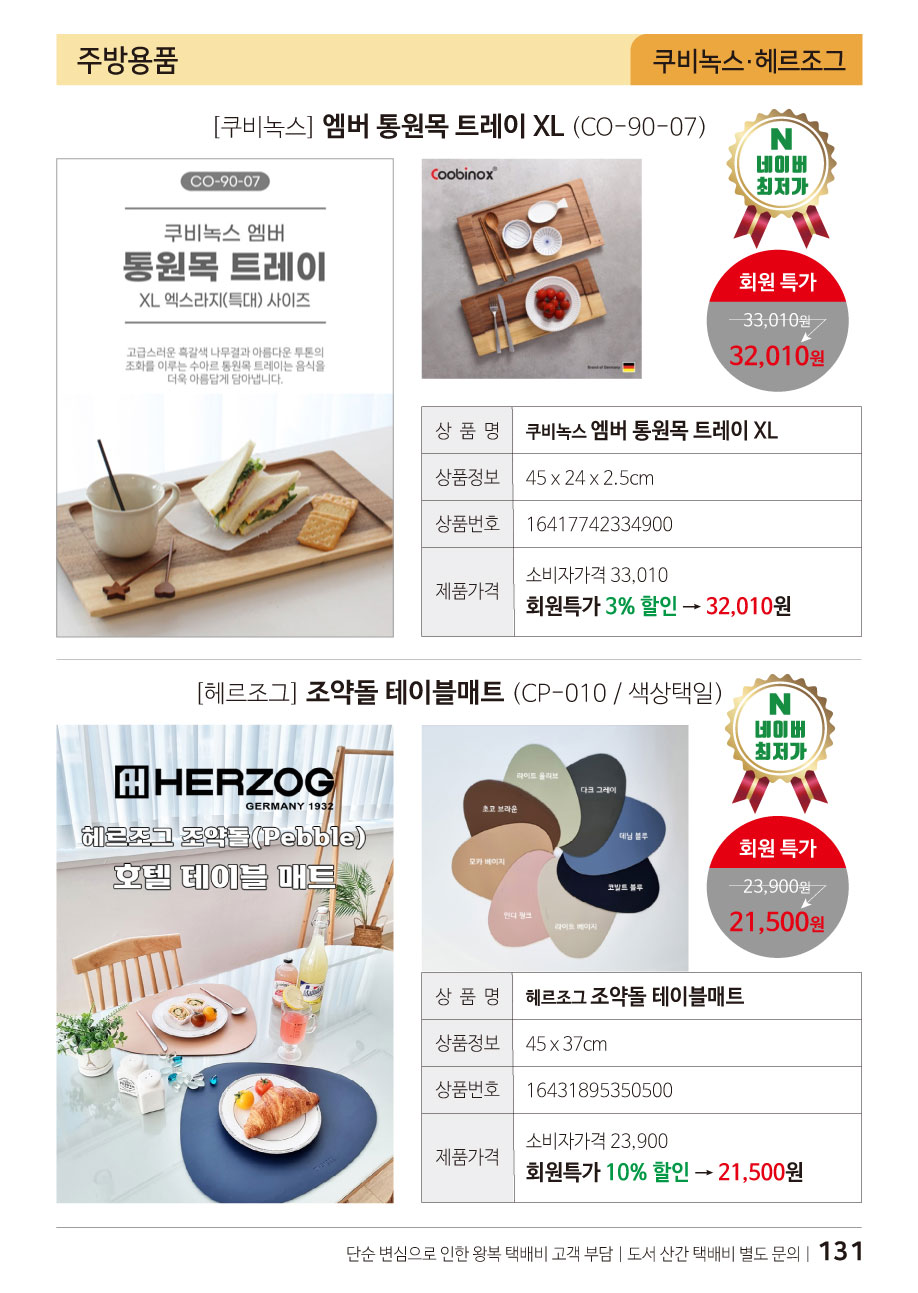 주방용품
쿠비녹스·헤르조그
[쿠비녹스] 엠버 통원목 트레이 XL (CO-90-07)
N
네이버
최저가
CO-90-07
쿠비녹스 엠버
통원목 트레이
XL 엑스라지(특대) 사이즈
고급스러운 흑갈색 나무결과 아름다운 투톤의
조화를 이루는 수아르 통원목 트레이는 음식을
더욱 아름답게 담아냅니다.
Coobinox®
Brand of Germany
회원 특가
33,010원
32,010원
상 품 명 쿠비녹스 엠버 통원목 트레이 XL
상품정보 45 x 24 x 2.5cm
상품번호 16417742334900
제품가격 소비자가격 33,010
회원특가 3% 할인 → 32,010원
[헤르조그] 조약돌 테이블매트 (CP-010 / 색상택일)
N
네이버
최저가
HERZOG
GERMANY 1932
헤르조그 조약돌(Pebble)
호텔 테이블 매트
라이트 올리브
다크 그레이
초코 브라운
데님 블루
모카 베이지
코발트 블루
인디 핑크
라이트 베이지
회원 특가
23,900원
21,500원
상 품 명 헤르조그 조약돌 테이블매트
상품정보 45 x 37cm
상품번호 16431895350500
제품가격 소비자가격 23,900
회원특가 10% 할인 → 21,500원
단순 변심으로 인한 왕복 택배비 고객 부담 | 도서 산간 택배비 별도 문의 | 131